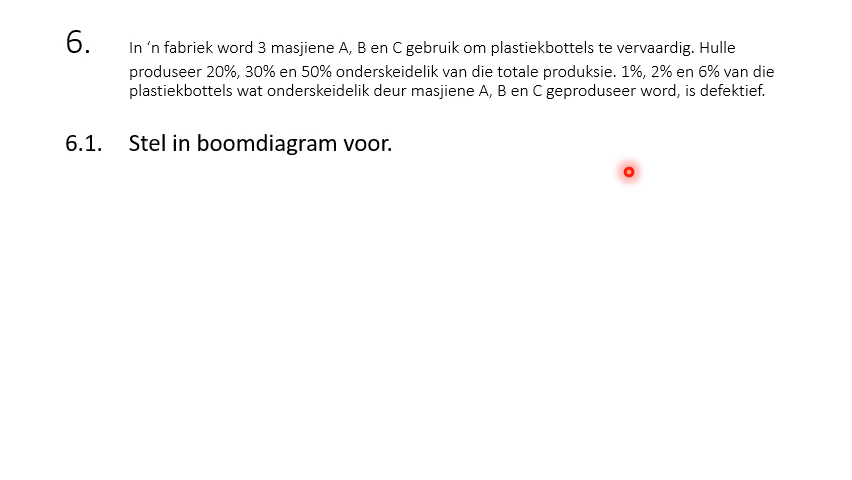 6. In ‘n fabriek word 3 masjiene A, B en C gebruik om plastiekbottels te vervaardig. Hulle
produseer 20%, 30% en 50% onderskeidelik van die totale produksie. 1%, 2% en 6% van die
plastiekbottels wat onderskeidelik deur masjiene A, B en C geproduseer word, is defektief.
6.1. Stel in boomdiagram voor.